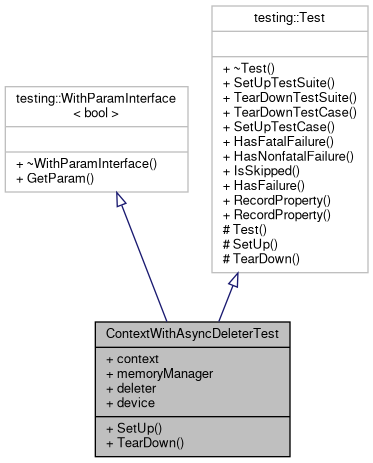 testing::Test
+ ~Test()
+ SetUpTestSuite()
+ TearDownTestSuite()
+ TearDownTestCase()
+ SetUpTestCase()
+ HasFatalFailure()
+ HasNonfatalFailure()
+ IsSkipped()
+ HasFailure()
+ RecordProperty()
+ RecordProperty()
# Test()
# SetUp()
# TearDown()
testing::WithParamInterface
< bool >
+ ~WithParamInterface()
+ GetParam()
ContextWithAsyncDeleterTest
+ context
+ memoryManager
+ deleter
+ device
+ SetUp()
+ TearDown()